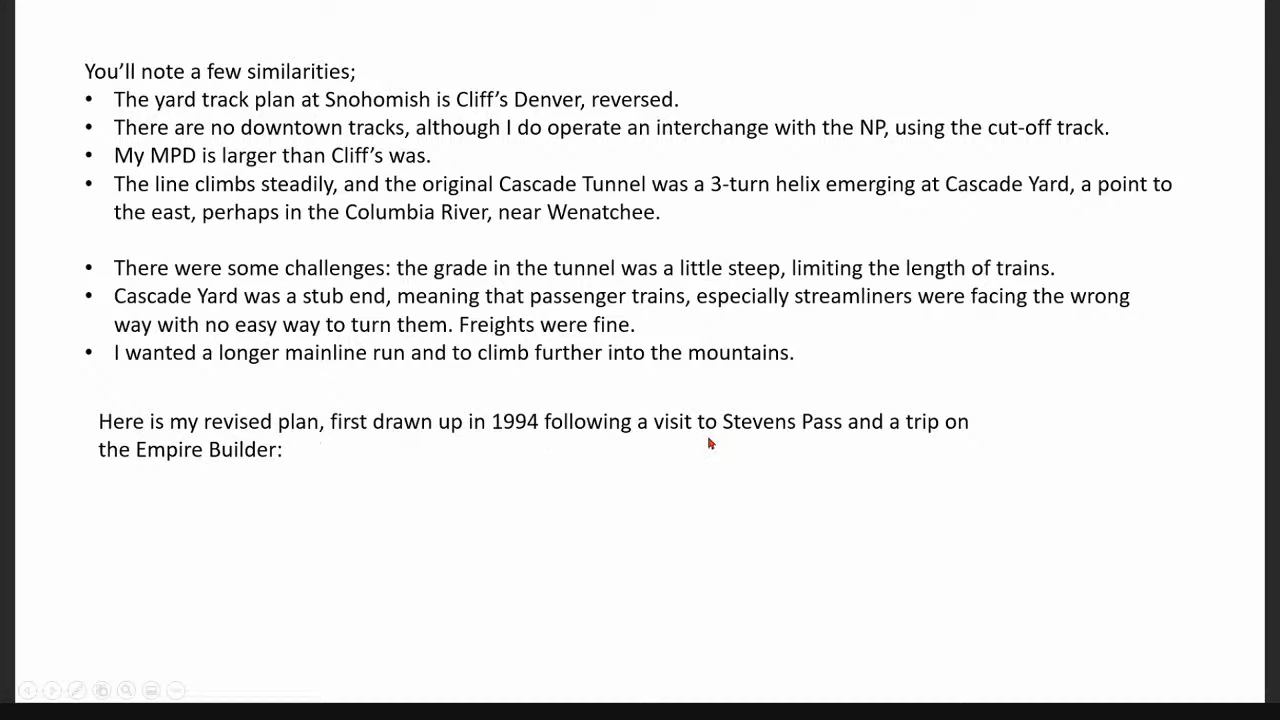 You’ll note a few similarities;
• The yard track plan at Snohomish is Cliff’s Denver, reversed.
• There are no downtown tracks, although I do operate an interchange with the NP, using the cut-off track.
• My MPD is larger than Cliff’s was.
• The line climbs steadily, and the original Cascade Tunnel was a 3-turn helix emerging at Cascade Yard, a point to
the east, perhaps in the Columbia River, near Wenatchee.
• There were some challenges: the grade in the tunnel was a little steep, limiting the length of trains.
• Cascade Yard was a stub end, meaning that passenger trains, especially streamliners were facing the wrong
way with no easy way to turn them. Freights were fine.
• I wanted a longer mainline run and to climb further into the mountains.
Here is my revised plan, first drawn up in 1994 following a visit to Stevens Pass and a trip on
the Empire Builder: